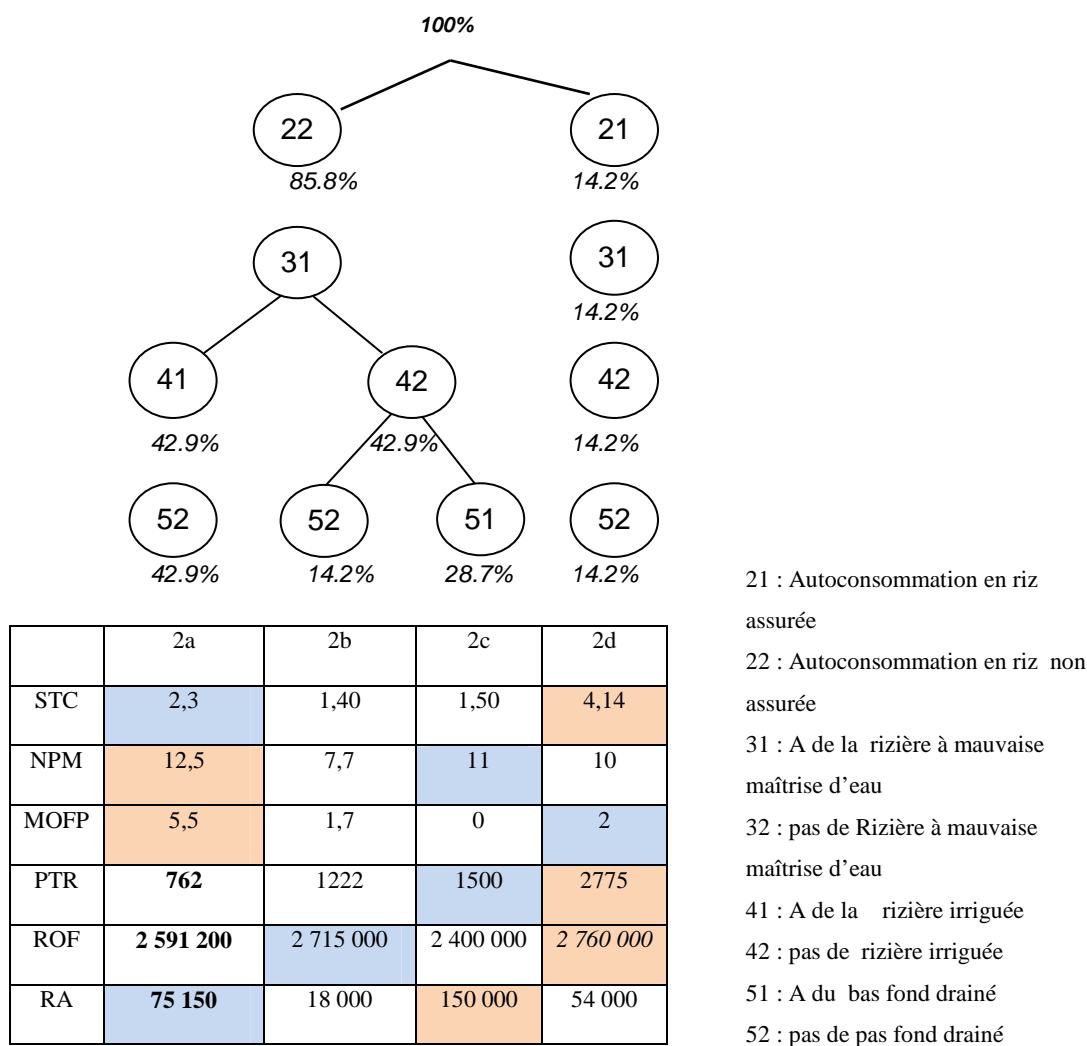 100%
22 21
85.8% 14.2%
31 31
14.2%
41 42 42
42.9% 42.9% 14.2%
52 52 51 52
42.9% 14.2% 28.7% 14.2%
2a 2b 2c 2d
STC 2,3 1,40 1,50 4,14
NPM 12,5 7,7 11 10
MOFP 5,5 1,7 0 2
PTR 762 1222 1500 2775
ROF 2 591 200 2 715 000 2 400 000 2 760 000
RA 75 150 18 000 150 000 54 000
21 : Autoconsommation en riz
assurée
22 : Autoconsommation en riz non
assurée
31 : A de la rizière à mauvaise
maîtrise d’eau
32 : pas de Rizière à mauvaise
maîtrise d’eau
41 : A de la rizière irriguée
42 : pas de rizière irriguée
51 : A du bas fond drainé
52 : pas de pas fond drainé